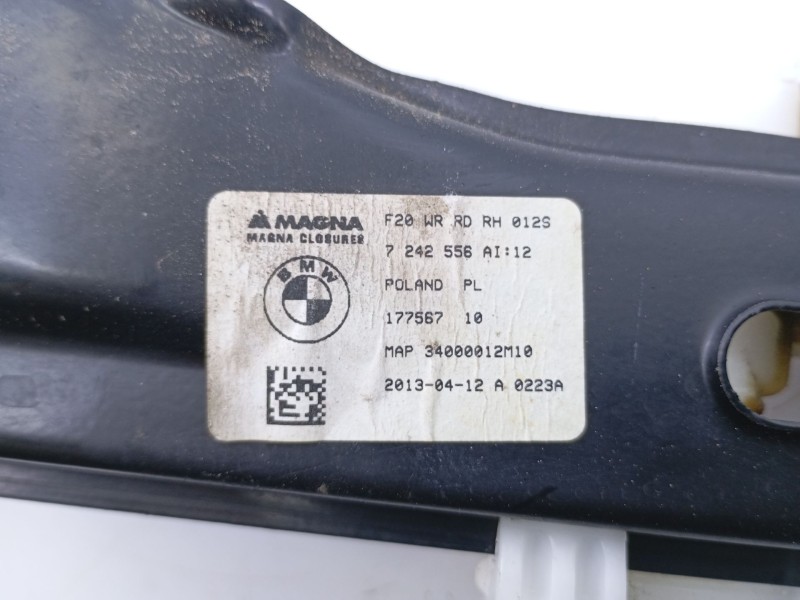 MAGNA
MAGNA CLOSURES
BMW
F20 WR RD RH 012S
7 242 556 AI:12
POLAND PL
177567 10
MAP 34000012M10
2013-04-12 A 0223A